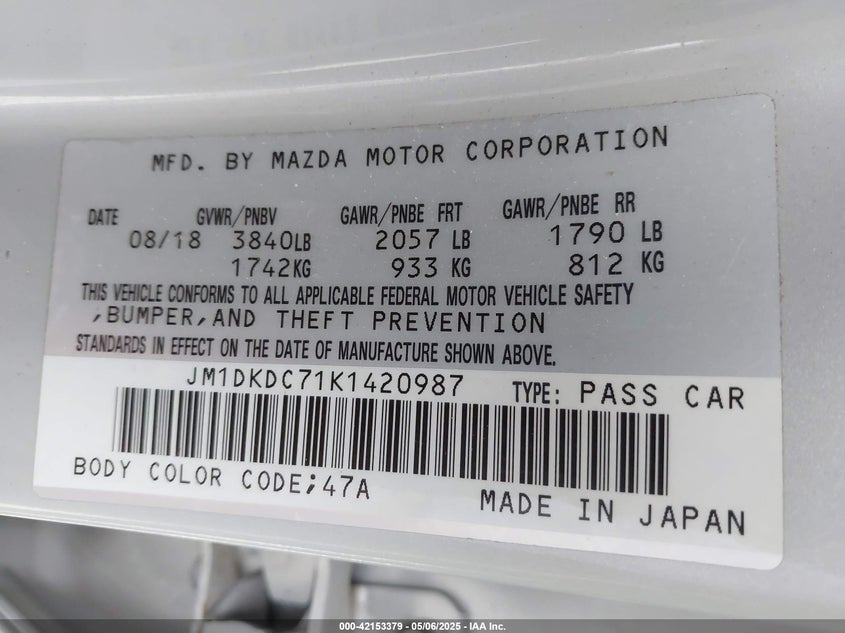 MFD. BY MAZDA MOTOR CORPORATION
DATE GVWR/PNBV GAWR/PNBE FRT GAWR/PNBE RR
08/18 3840LB 2057 LB 1790 LB
1742KG 933 KG 812 KG
THIS VEHICLE CONFORMS TO ALL APPLICABLE FEDERAL MOTOR VEHICLE SAFETY
,BUMPER,AND THEFT PREVENTION
STANDARDS IN EFFECT ON THE DATE OF MANUFACTURE SHOWN ABOVE.
JM1DKDC71K1420987 TYPE: PASS CAR
BODY COLOR CODE;47A MADE IN JAPAN
000-42153379 - 05/06/2025 - IAA Inc.